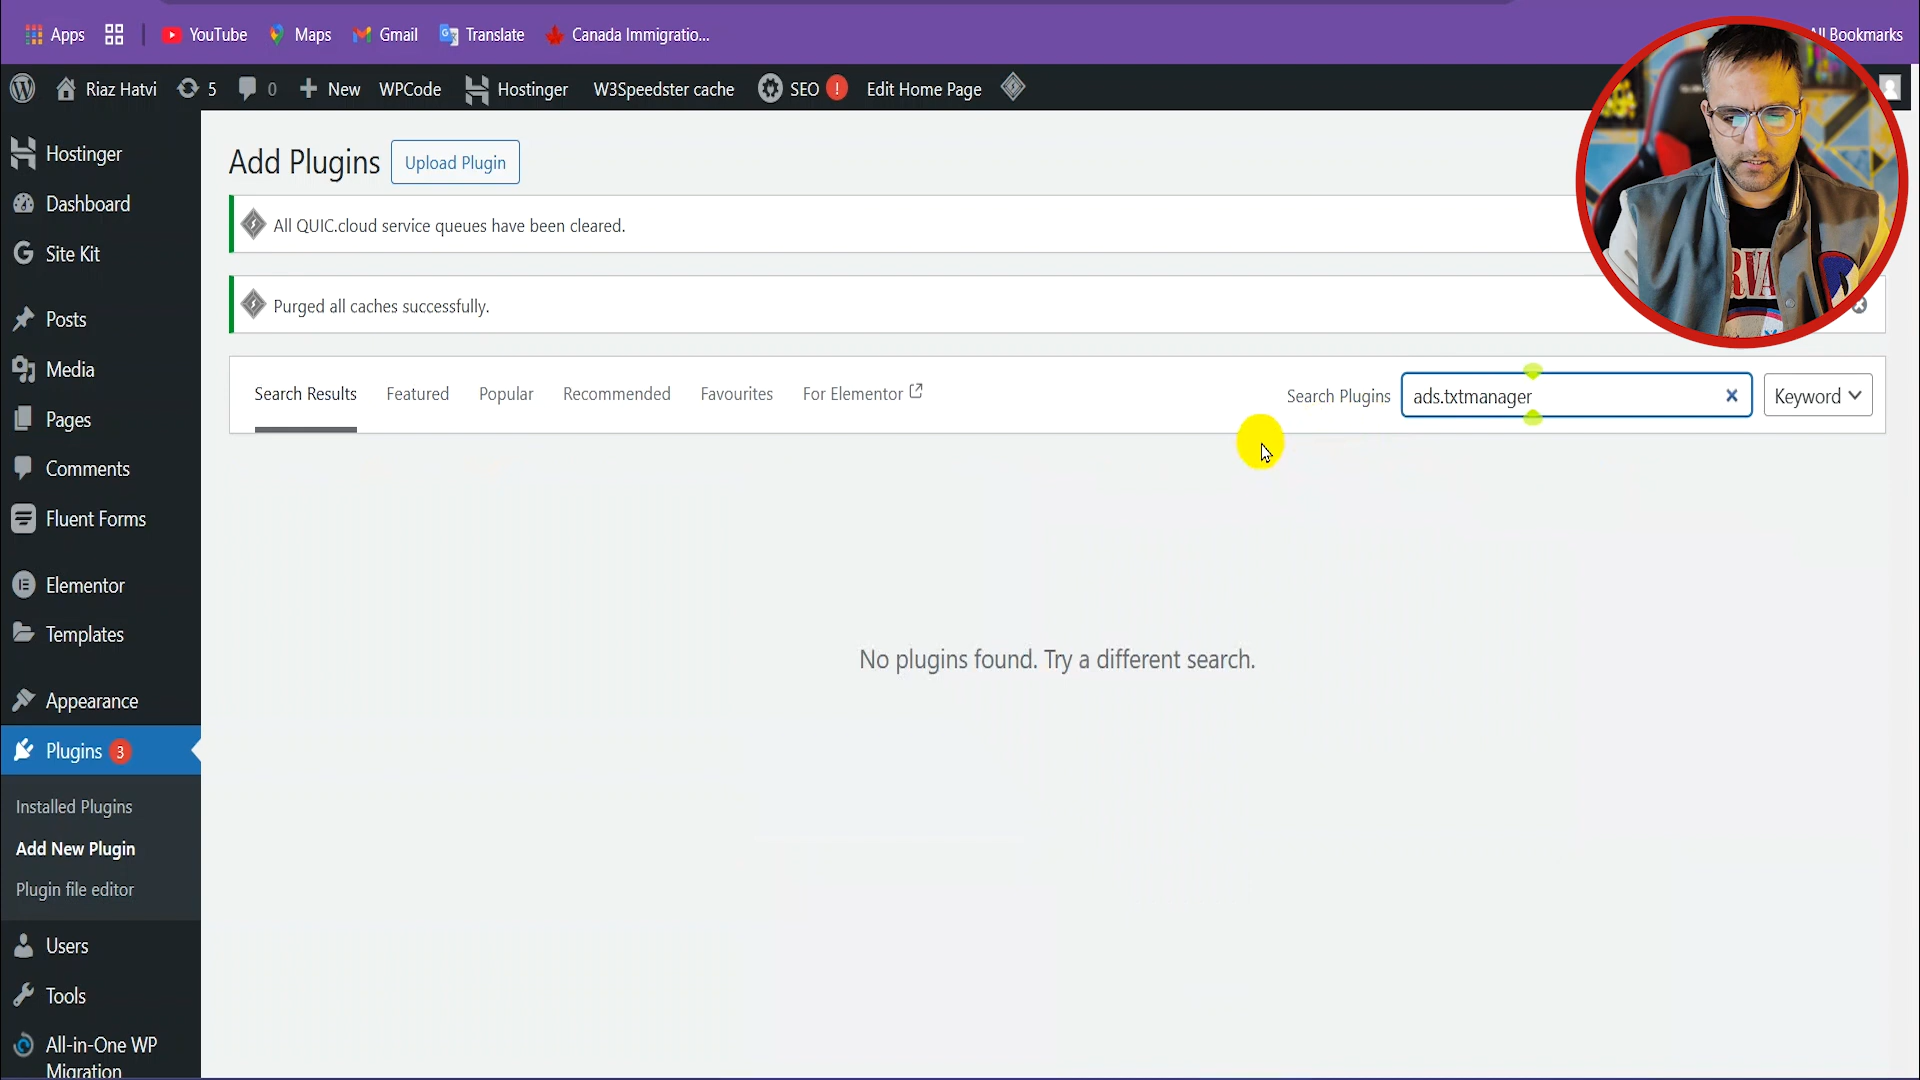 Apps
YouTube
Maps
Gmail
Translate
Canada Immigratio...
All Bookmarks
Riaz Hatvi
5
0
New
WPCode
Hostinger
W3Speedster cache
SEO
!
Edit Home Page
Hostinger
Dashboard
Site Kit
Posts
Media
Pages
Comments
Fluent Forms
Elementor
Templates
Appearance
Plugins 3
Installed Plugins
Add New Plugin
Plugin file editor
Users
Tools
All-in-One WP
Migration
Add Plugins
Upload Plugin
All QUIC.cloud service queues have been cleared.
Purged all caches successfully.
Search Results
Featured
Popular
Recommended
Favourites
For Elementor
Search Plugins
ads.txtmanager
Keyword
No plugins found. Try a different search.